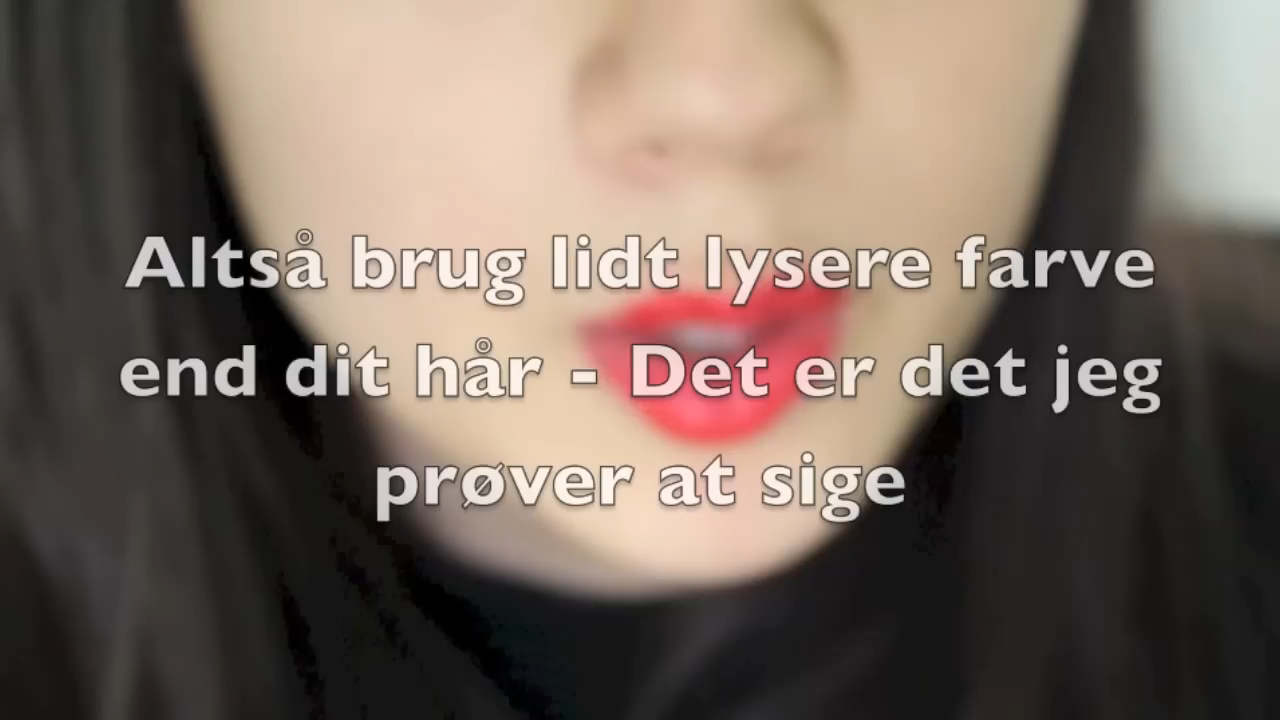 Altså brug lidt lysere farve
end dit hår - Det er det jeg
prøver at sige